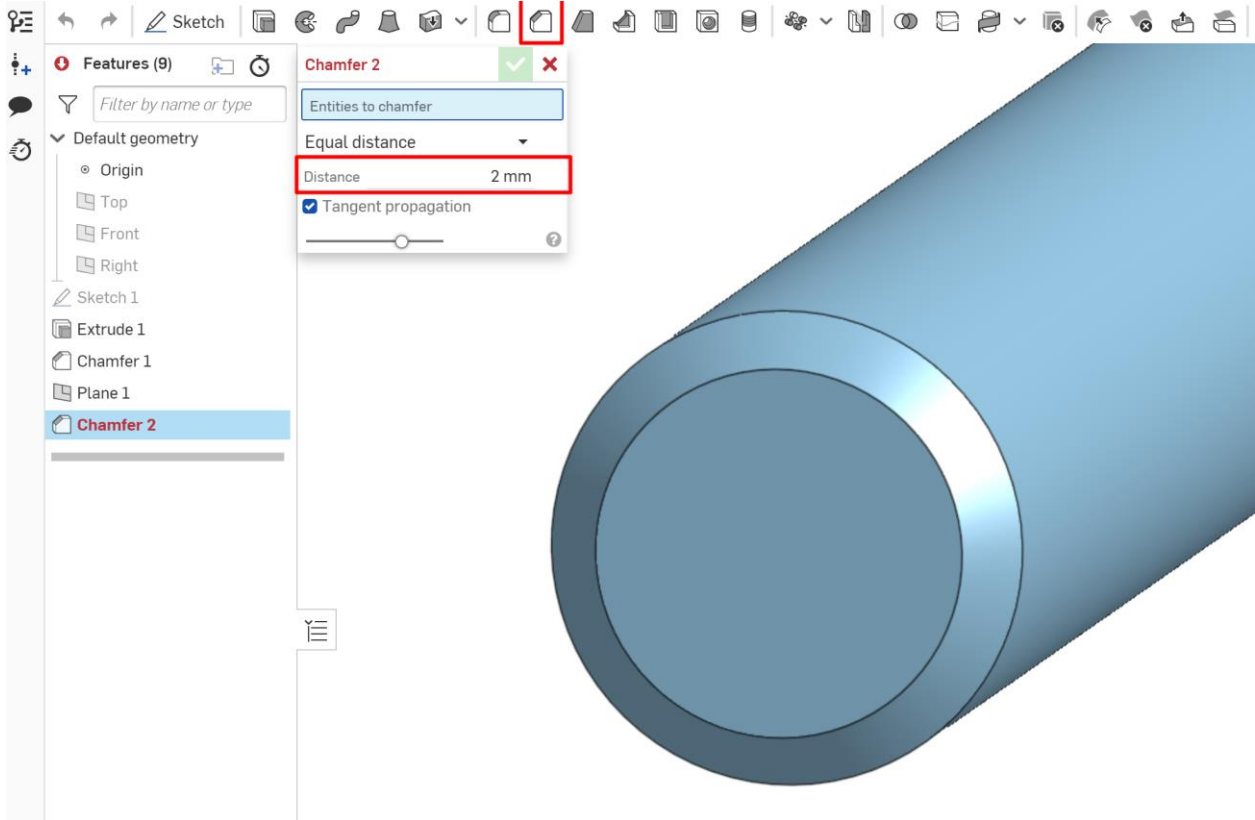 Sketch
Features (9)
Filter by name or type
Default geometry
Origin
Top
Front
Right
Sketch 1
Extrude 1
Chamfer 1
Plane 1
Chamfer 2
Chamfer 2
Entities to chamfer
Equal distance
Distance 2 mm
Tangent propagation